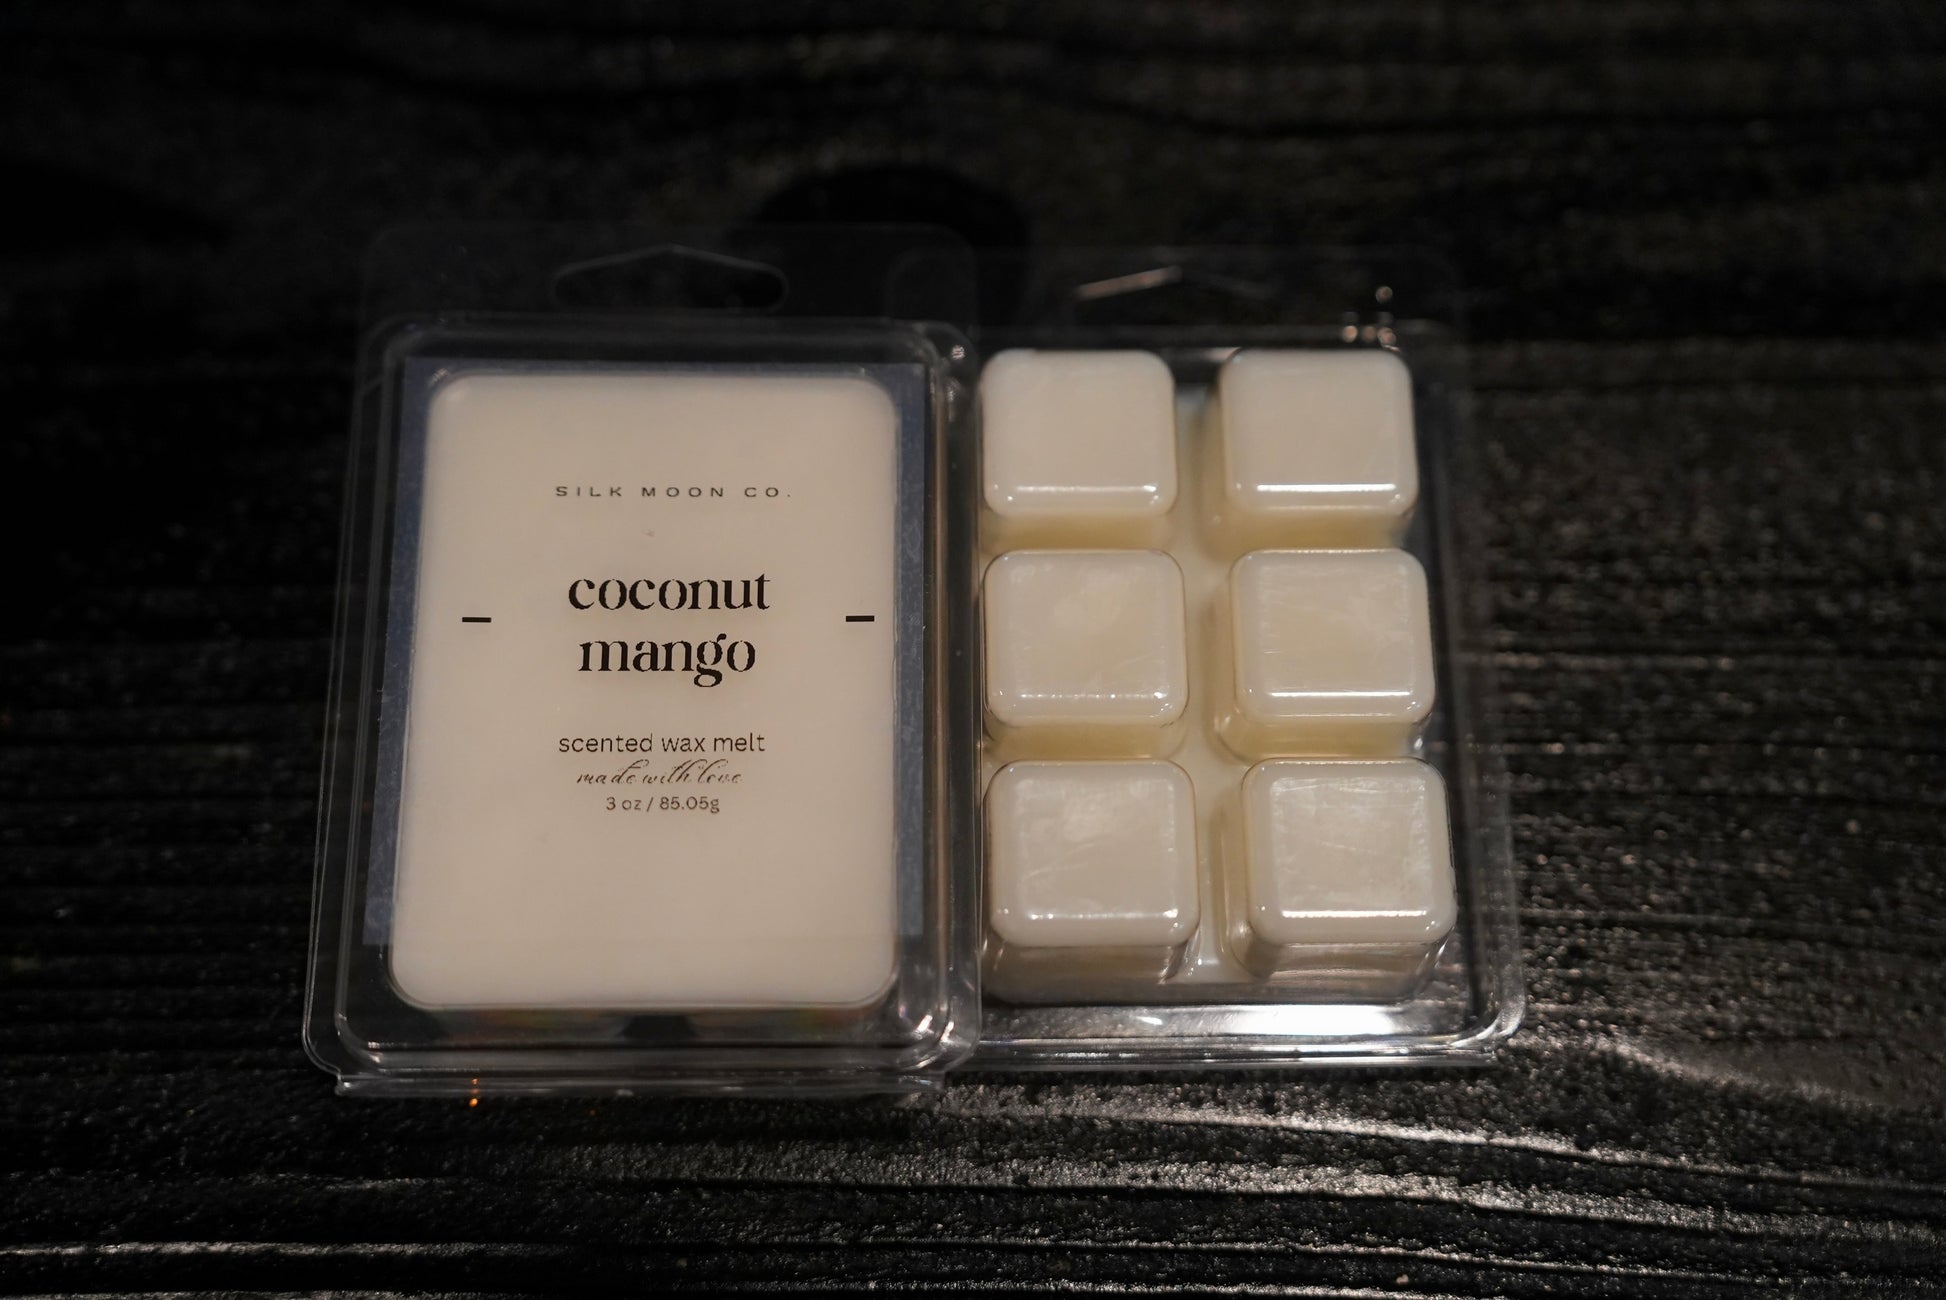 SILK MOON CO.
coconut
mango
scented wax melt
made with love
3 oz / 85.05g